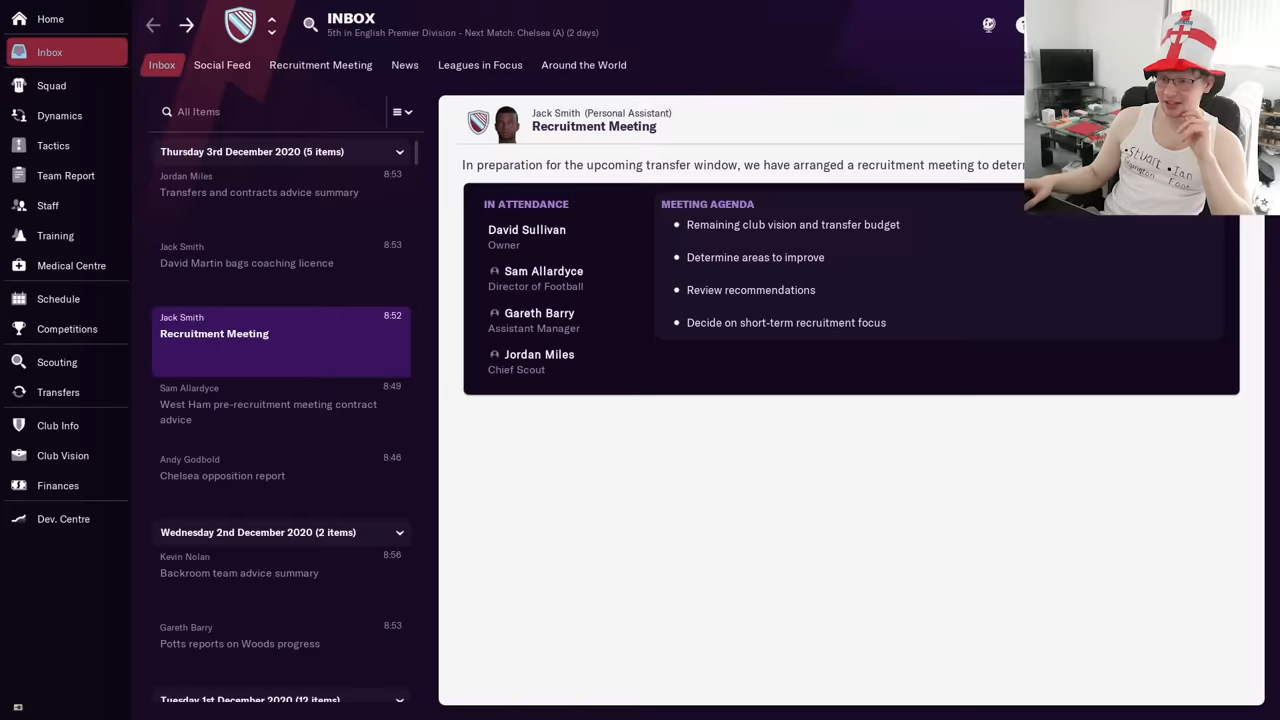 Home
Inbox
Squad
Dynamics
Tactics
Team Report
Staff
Training
Medical Centre
Schedule
Competitions
Scouting
Transfers
Club Info
Club Vision
Finances
Dev. Centre
INBOX
5th in English Premier Division - Next Match: Chelsea (A) (2 days)
Inbox
Social Feed
Recruitment Meeting
News
Leagues in Focus
Around the World
All Items
Thursday 3rd December 2020 (5 items)
Jordan Miles 8:53
Transfers and contracts advice summary
Jack Smith 8:53
David Martin bags coaching licence
Jack Smith 8:52
Recruitment Meeting
Sam Allardyce 8:49
West Ham pre-recruitment meeting contract
advice
Andy Godbold 8:46
Chelsea opposition report
Wednesday 2nd December 2020 (2 items)
Kevin Nolan 8:56
Backroom team advice summary
Gareth Barry 8:53
Potts reports on Woods progress
Tuesday 1st December 2020 (12 items)
Jack Smith (Personal Assistant)
Recruitment Meeting
In preparation for the upcoming transfer window, we have arranged a recruitment meeting to
IN ATTENDANCE
David Sullivan
Owner
Sam Allardyce
Director of Football
Gareth Barry
Assistant Manager
Jordan Miles
Chief Scout
MEETING AGENDA
Remaining club vision and transfer budget
Determine areas to improve
Review recommendations
Decide on short-term recruitment focus
Stuart Ian